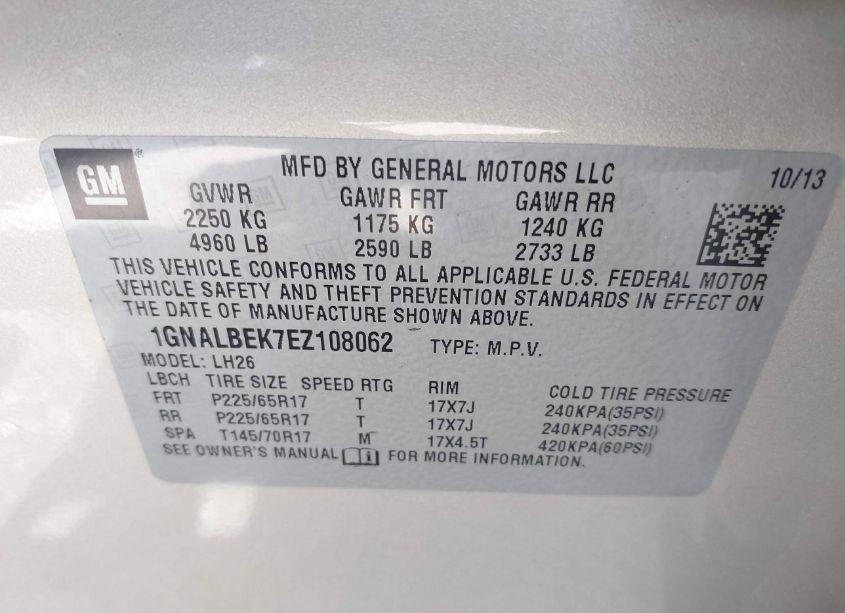 GM®
MFD BY GENERAL MOTORS LLC 10/13
GVWR GAWR FRT GAWR RR
2250 KG 1175 KG 1240 KG
4960 LB 2590 LB 2733 LB
THIS VEHICLE CONFORMS TO ALL APPLICABLE U.S. FEDERAL MOTOR
VEHICLE SAFETY AND THEFT PREVENTION STANDARDS IN EFFECT ON
THE DATE OF MANUFACTURE SHOWN ABOVE.
1GNALBEK7EZ108062 TYPE: M.P.V.
MODEL: LH26
LBCH TIRE SIZE SPEED RTG RIM COLD TIRE PRESSURE
FRT P225/65R17 T 17X7J 240KPA(35PSI)
RR P225/65R17 T 17X7J 240KPA(35PSI)
SPA T145/70R17 M 17X4.5T 420KPA(60PSI)
SEE OWNER'S MANUAL i FOR MORE INFORMATION.